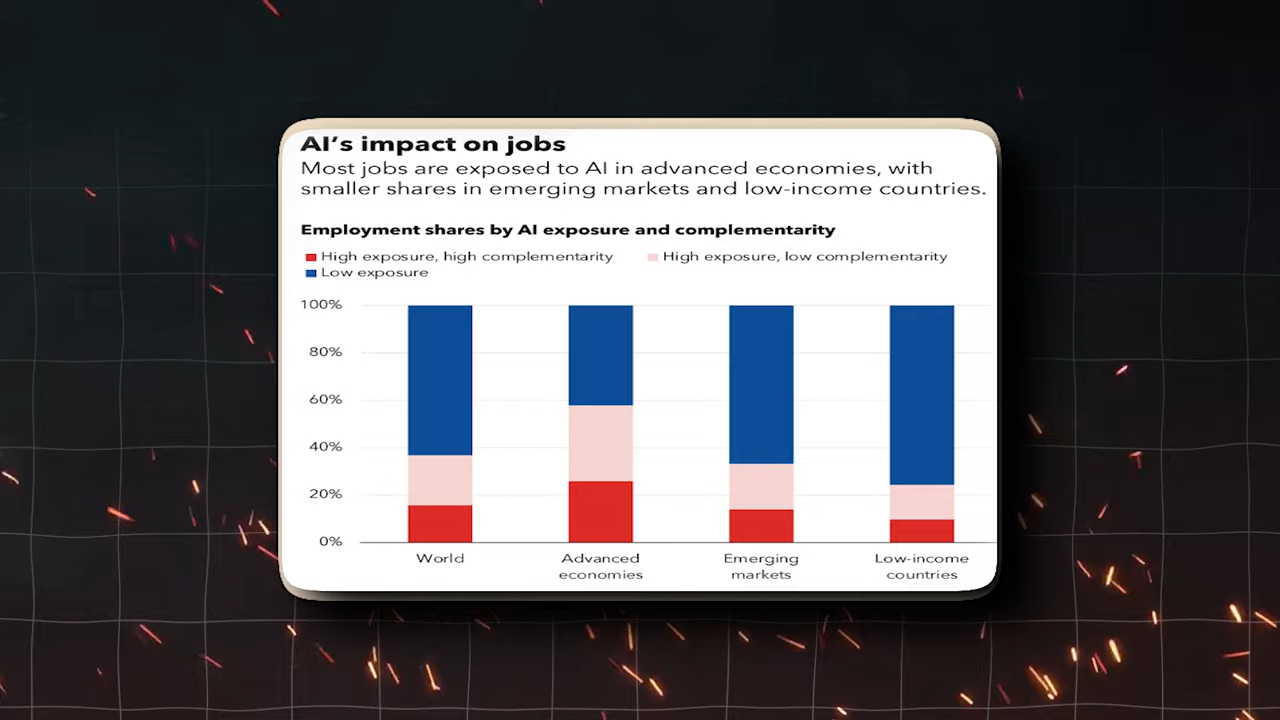 AI’s impact on jobs
Most jobs are exposed to AI in advanced economies, with
smaller shares in emerging markets and low-income countries.
Employment shares by AI exposure and complementarity
High exposure, high complementarity
High exposure, low complementarity
Low exposure
100%
80%
60%
40%
20%
0%
World
Advanced
economies
Emerging
markets
Low-income
countries